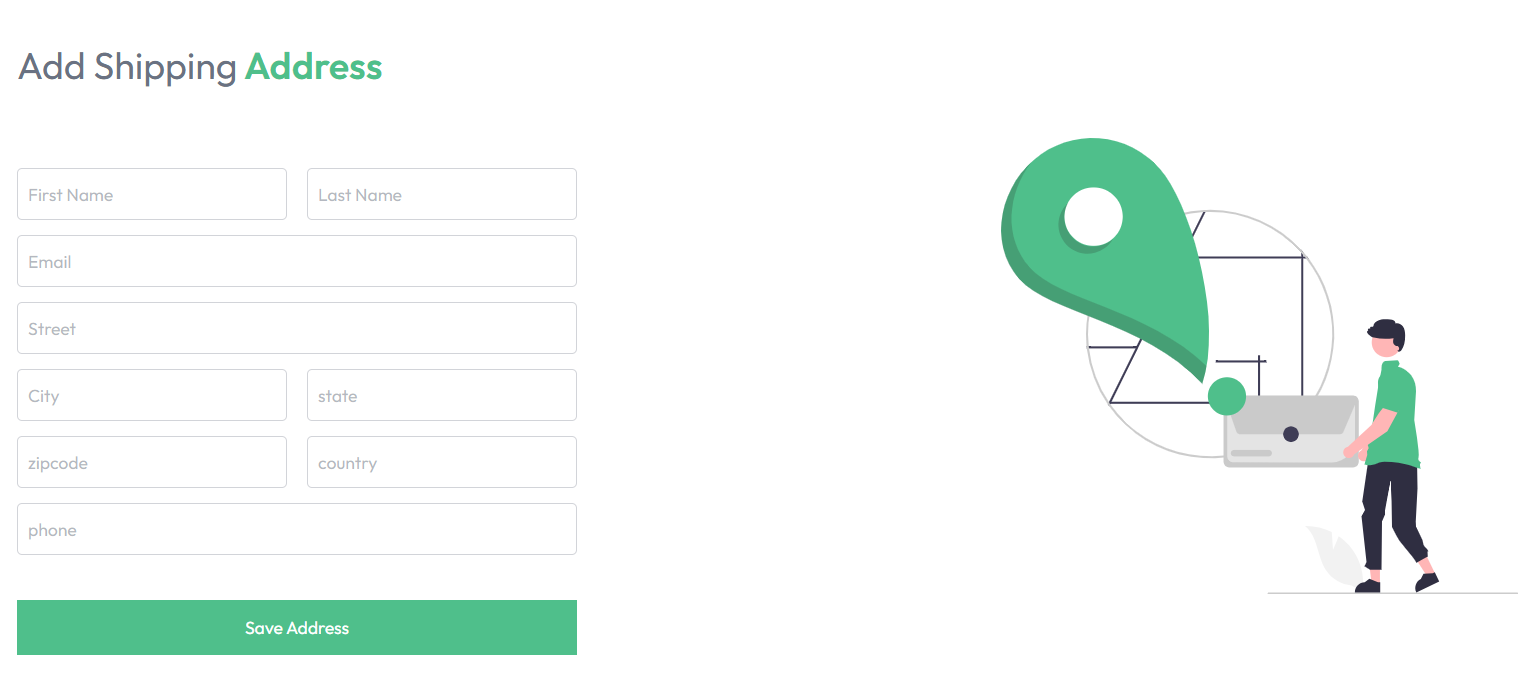 Add Shipping Address
First Name Last Name
Email
Street
City state
zipcode country
phone
Save Address